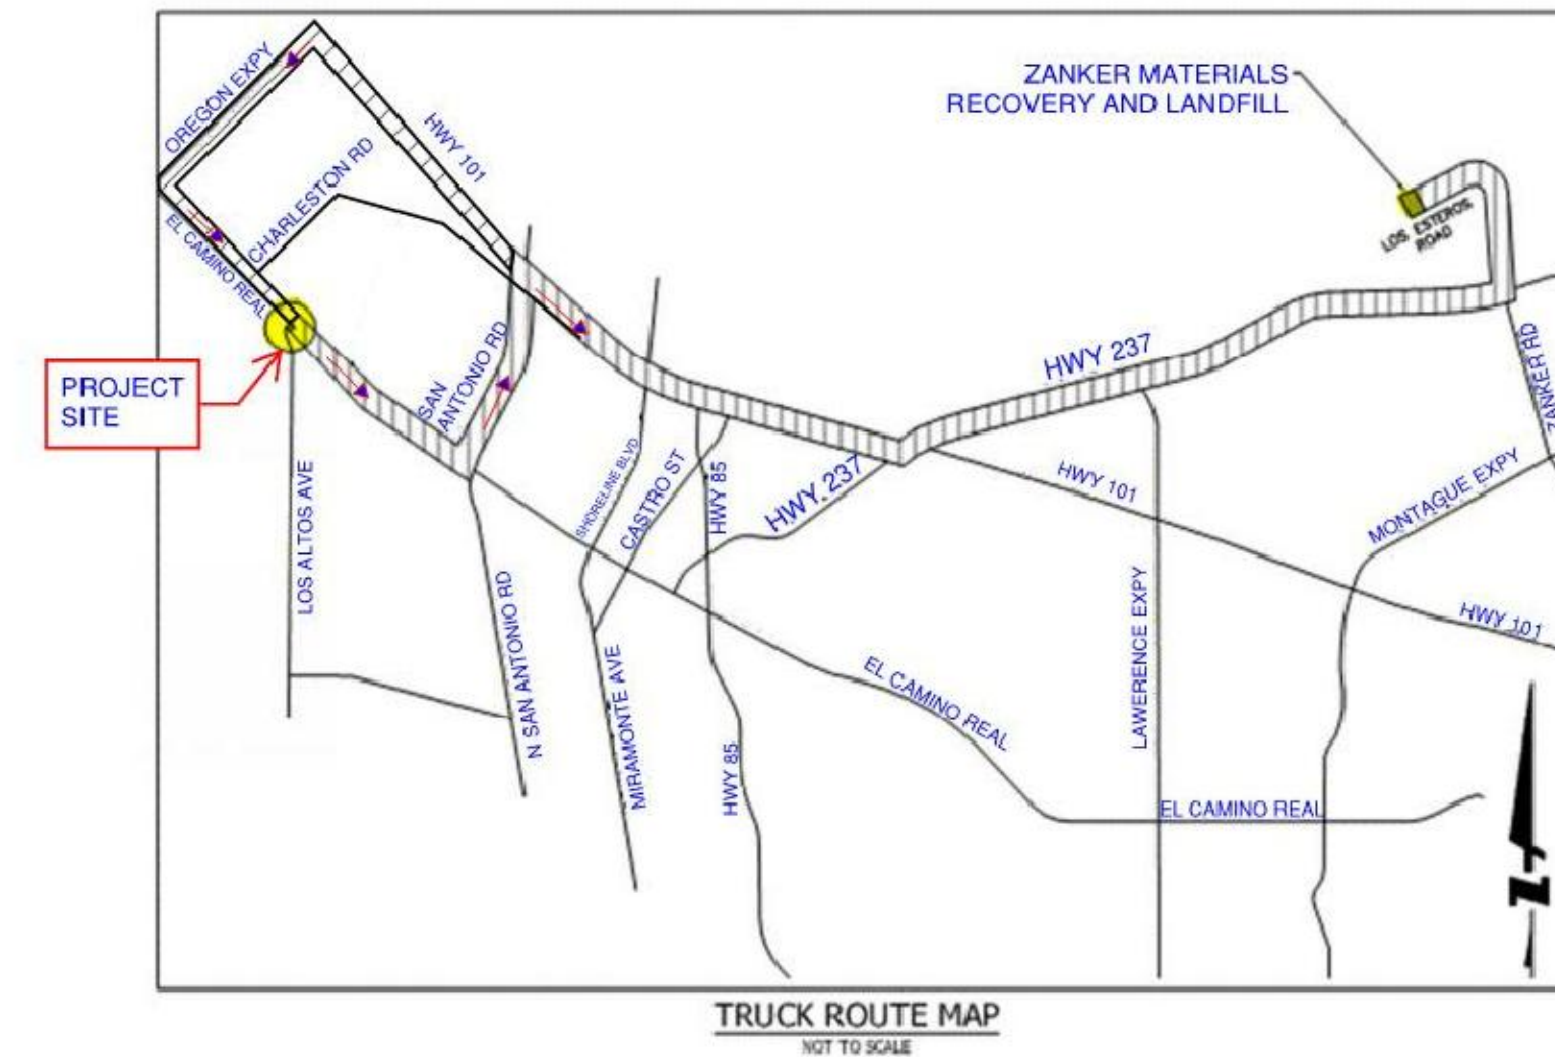 OREGON EXPY
HWY 101
ZANKER MATERIALS
RECOVERY AND LANDFILL
CHARLESTON RD
EL CAMINO REAL
LOS, ESTEROS,
ROAD
PROJECT
SITE
SAN
ANTONIO RD
HWY 237
ZANKER RD
LOS ALTOS AVE
SHORELINE BLVD
CASTRO ST
HWY 85
HWY 237
HWY 101
MONTAGUE EXPY
N SAN ANTONIO RD
MIRAMONTE AVE
LAWERENCE EXPY
HWY 101
EL CAMINO REAL
HWY 85
EL CAMINO REAL
TRUCK ROUTE MAP
NOT TO SCALE